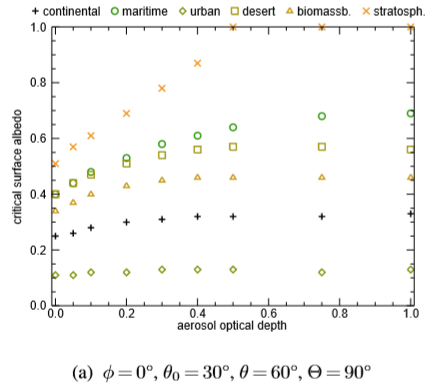 + continental ○ maritime ◇ urban □ desert △ biomassb. × stratosph.
1.0
0.8
0.6
0.4
0.2
0.0
critical surface albedo
0.0 0.2 0.4 0.6 0.8 1.0
aerosol optical depth
(a) ϕ = 0°, θ₀ = 30°, θ = 60°, Θ = 90°